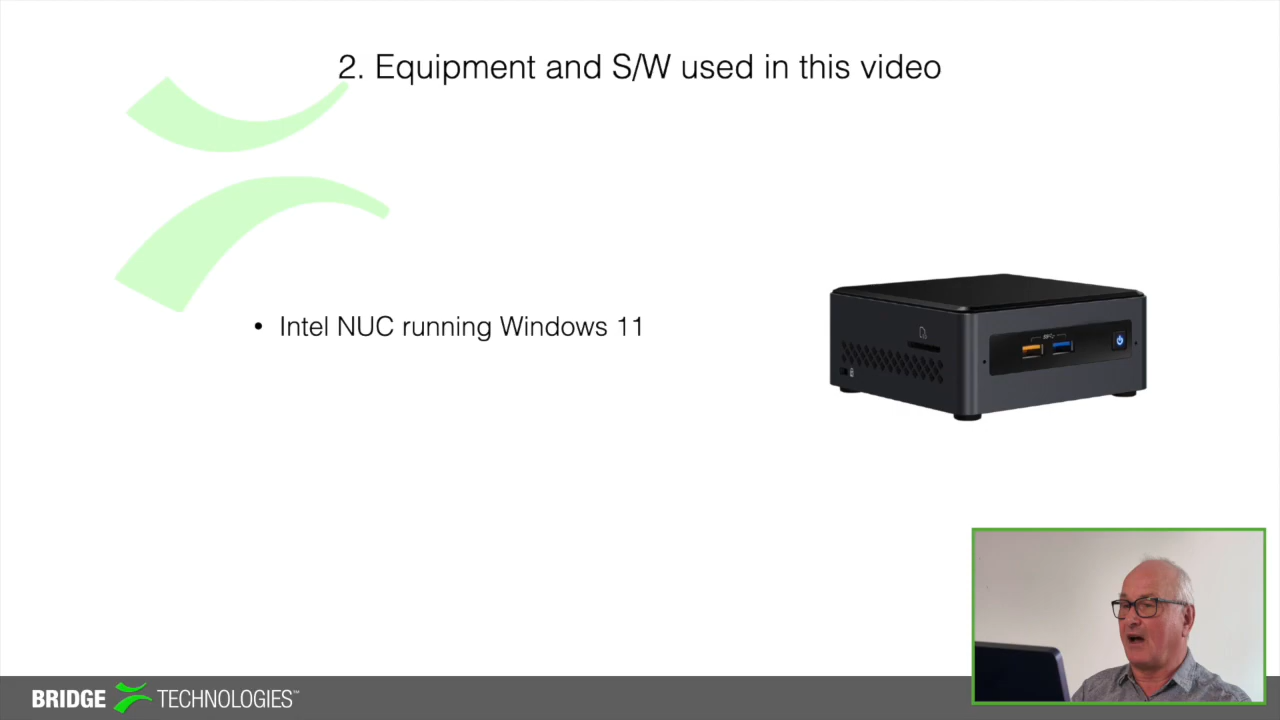 2. Equipment and S/W used in this video
• Intel NUC running Windows 11
BRIDGE TECHNOLOGIES™